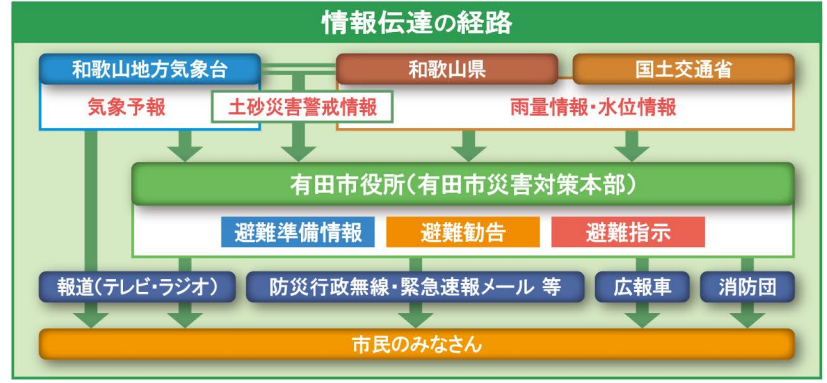 情報伝達の経路
和歌山地方気象台
和歌山県
国土交通省
気象予報
土砂災害警戒情報
雨量情報・水位情報
有田市役所(有田市災害対策本部)
避難準備情報
避難勧告
避難指示
報道(テレビ・ラジオ)
防災行政無線・緊急速報メール 等
広報車
消防団
市民のみなさん